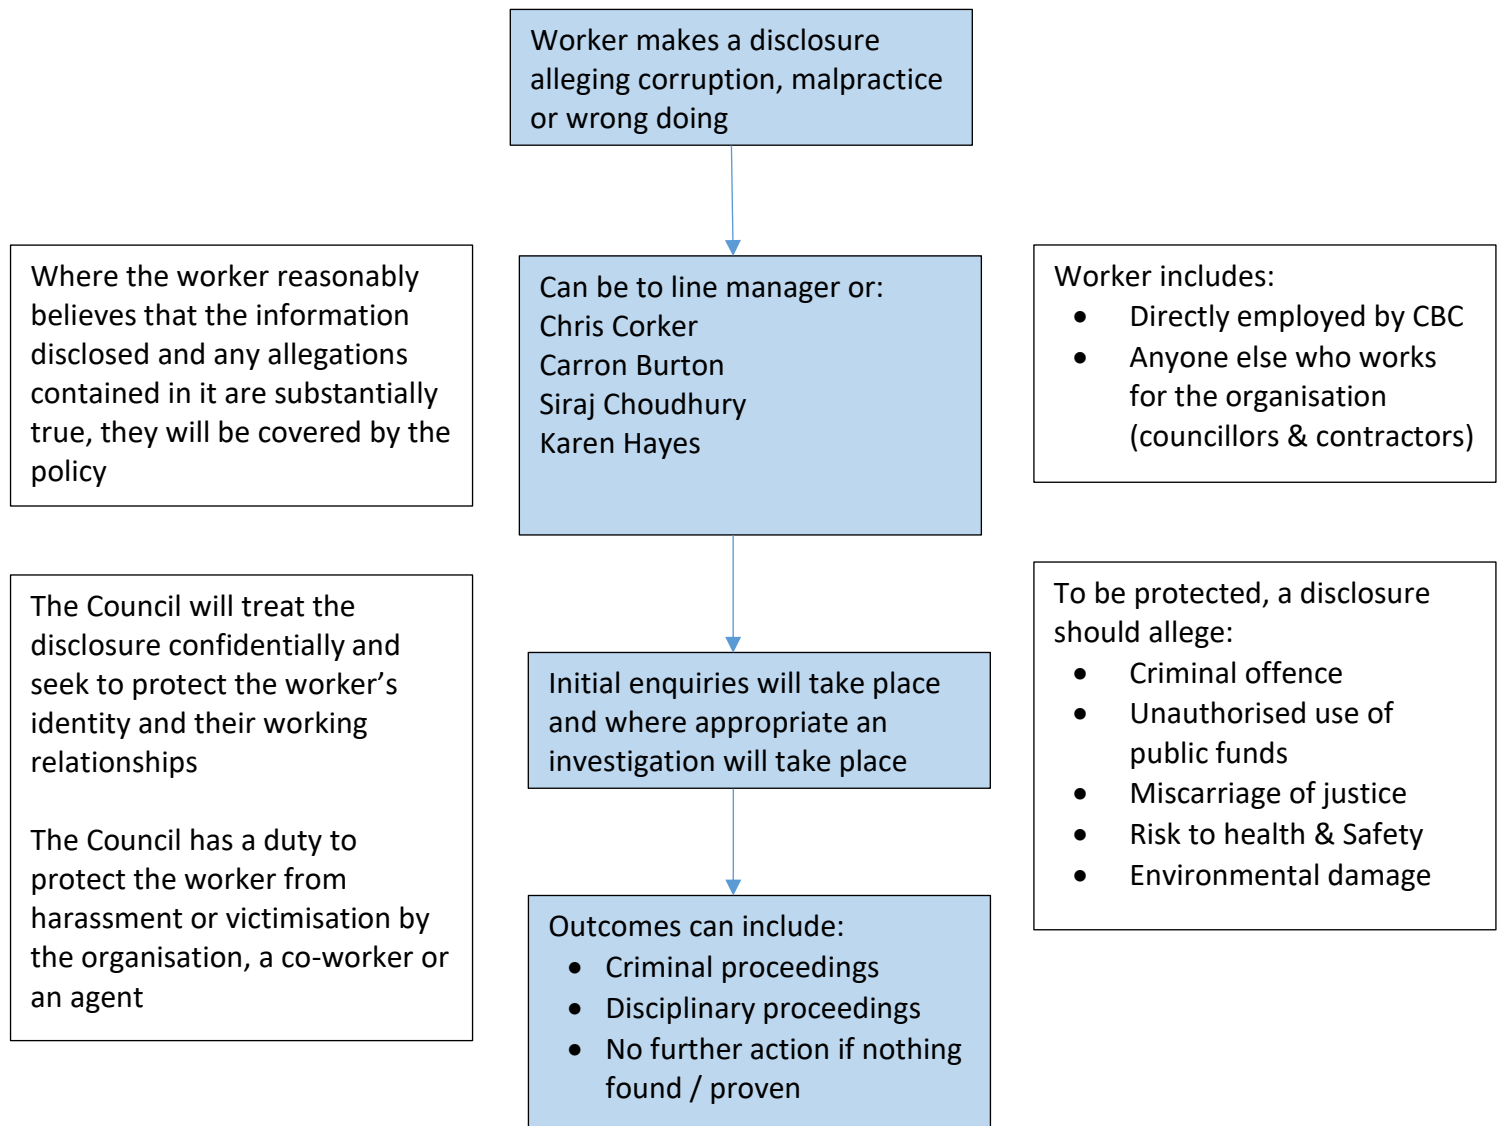 Worker makes a disclosure
alleging corruption, malpractice
or wrong doing
Where the worker reasonably
believes that the information
disclosed and any allegations
contained in it are substantially
true, they will be covered by the
policy
Can be to line manager or:
Chris Corker
Carron Burton
Siraj Choudhury
Karen Hayes
Worker includes:
• Directly employed by CBC
• Anyone else who works
for the organisation
(councillors & contractors)
The Council will treat the
disclosure confidentially and
seek to protect the worker’s
identity and their working
relationships
The Council has a duty to
protect the worker from
harassment or victimisation by
the organisation, a co-worker or
an agent
Initial enquiries will take place
and where appropriate an
investigation will take place
To be protected, a disclosure
should allege:
• Criminal offence
• Unauthorised use of
public funds
• Miscarriage of justice
• Risk to health & Safety
• Environmental damage
Outcomes can include:
• Criminal proceedings
• Disciplinary proceedings
• No further action if nothing
found / proven